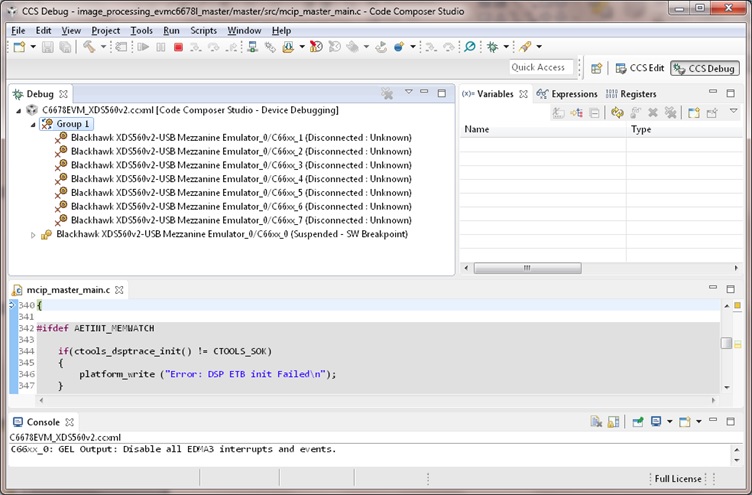 CCS Debug - image_processing_evmc6678l_master/master/src/mcip_master_main.c - Code Composer Studio
File Edit View Project Tools Run Scripts Window Help
Quick Access
CCS Edit
CCS Debug
Debug
C6678EVM_XDS560v2.ccxml [Code Composer Studio - Device Debugging]
Group 1
Blackhawk XDS560v2-USB Mezzanine Emulator_0/C66xx_1 (Disconnected : Unknown)
Blackhawk XDS560v2-USB Mezzanine Emulator_0/C66xx_2 (Disconnected : Unknown)
Blackhawk XDS560v2-USB Mezzanine Emulator_0/C66xx_3 (Disconnected : Unknown)
Blackhawk XDS560v2-USB Mezzanine Emulator_0/C66xx_4 (Disconnected : Unknown)
Blackhawk XDS560v2-USB Mezzanine Emulator_0/C66xx_5 (Disconnected : Unknown)
Blackhawk XDS560v2-USB Mezzanine Emulator_0/C66xx_6 (Disconnected : Unknown)
Blackhawk XDS560v2-USB Mezzanine Emulator_0/C66xx_7 (Disconnected : Unknown)
Blackhawk XDS560v2-USB Mezzanine Emulator_0/C66xx_0 (Suspended - SW Breakpoint)
(x)= Variables
Expressions
Registers
Name
Type
mcip_master_main.c
340 {
341
342 #ifdef AETINT_MEMWATCH
343
344 if(ctools_dsptrace_init() != CTOOLS_SOK)
345 {
346 platform_write ("Error: DSP ETB init Failed\n");
347 }
Console
C6678EVM_XDS560v2.ccxml
C66xx_0: GEL Output: Disable all EDMA3 interrupts and events.
Full License